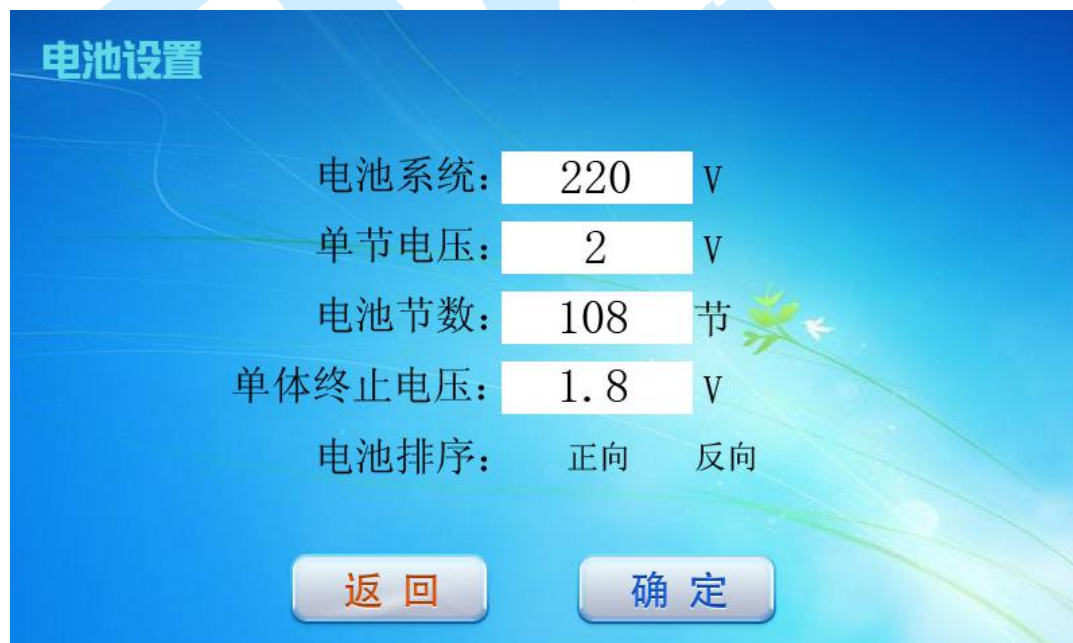 电池设置
电池系统： 220 V
单节电压： 2 V
电池节数： 108 节
单体终止电压： 1.8 V
电池排序： 正向 反向
返 回 确 定